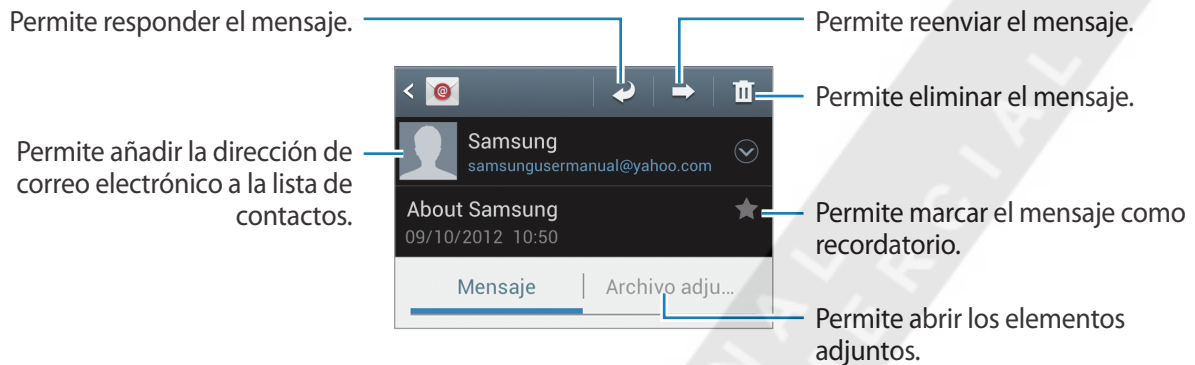 Permite responder el mensaje.
Permite reenviar el mensaje.
Permite eliminar el mensaje.
Permite añadir la dirección de
correo electrónico a la lista de
contactos.
Samsung
samsungusermanual@yahoo.com
About Samsung
09/10/2012 10:50
Permite marcar el mensaje como
recordatorio.
Mensaje
Archivo adju...
Permite abrir los elementos
adjuntos.